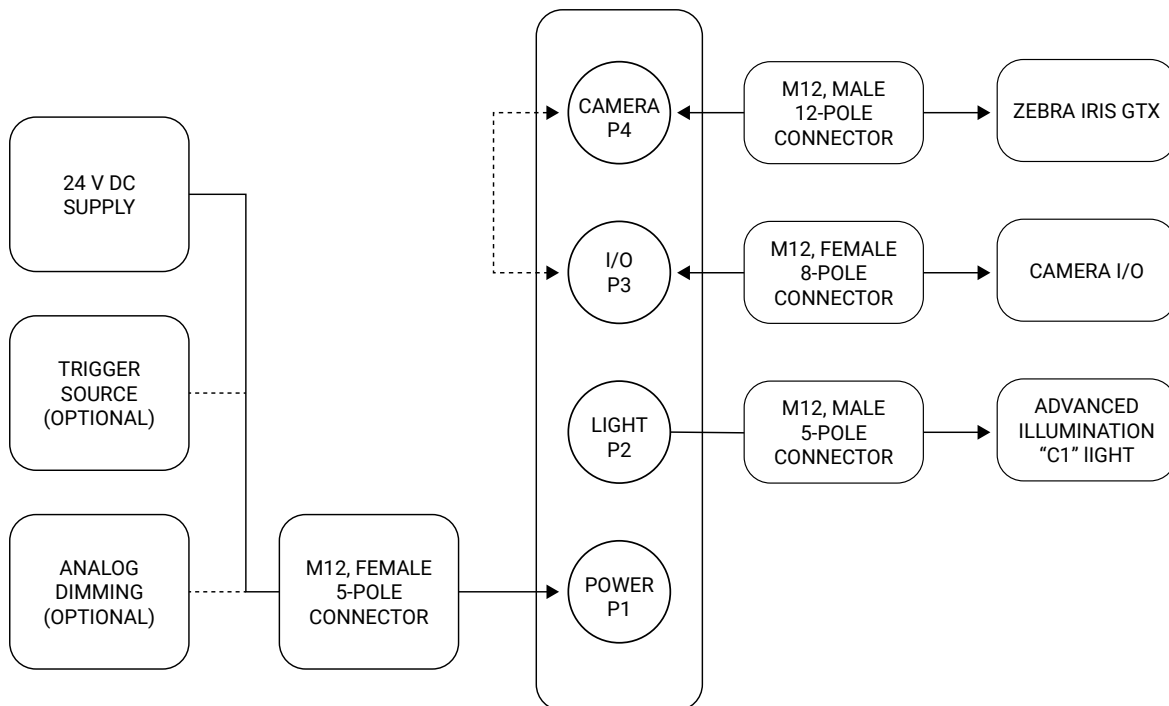 24 V DC
SUPPLY
TRIGGER
SOURCE
(OPTIONAL)
ANALOG
DIMMING
(OPTIONAL)
M12, FEMALE
5-POLE
CONNECTOR
CAMERA
P4
I/O
P3
LIGHT
P2
POWER
P1
M12, MALE
12-POLE
CONNECTOR
ZEBRA IRIS GTX
M12, FEMALE
8-POLE
CONNECTOR
CAMERA I/O
M12, MALE
5-POLE
CONNECTOR
ADVANCED
ILLUMINATION
“C1” lIGHT